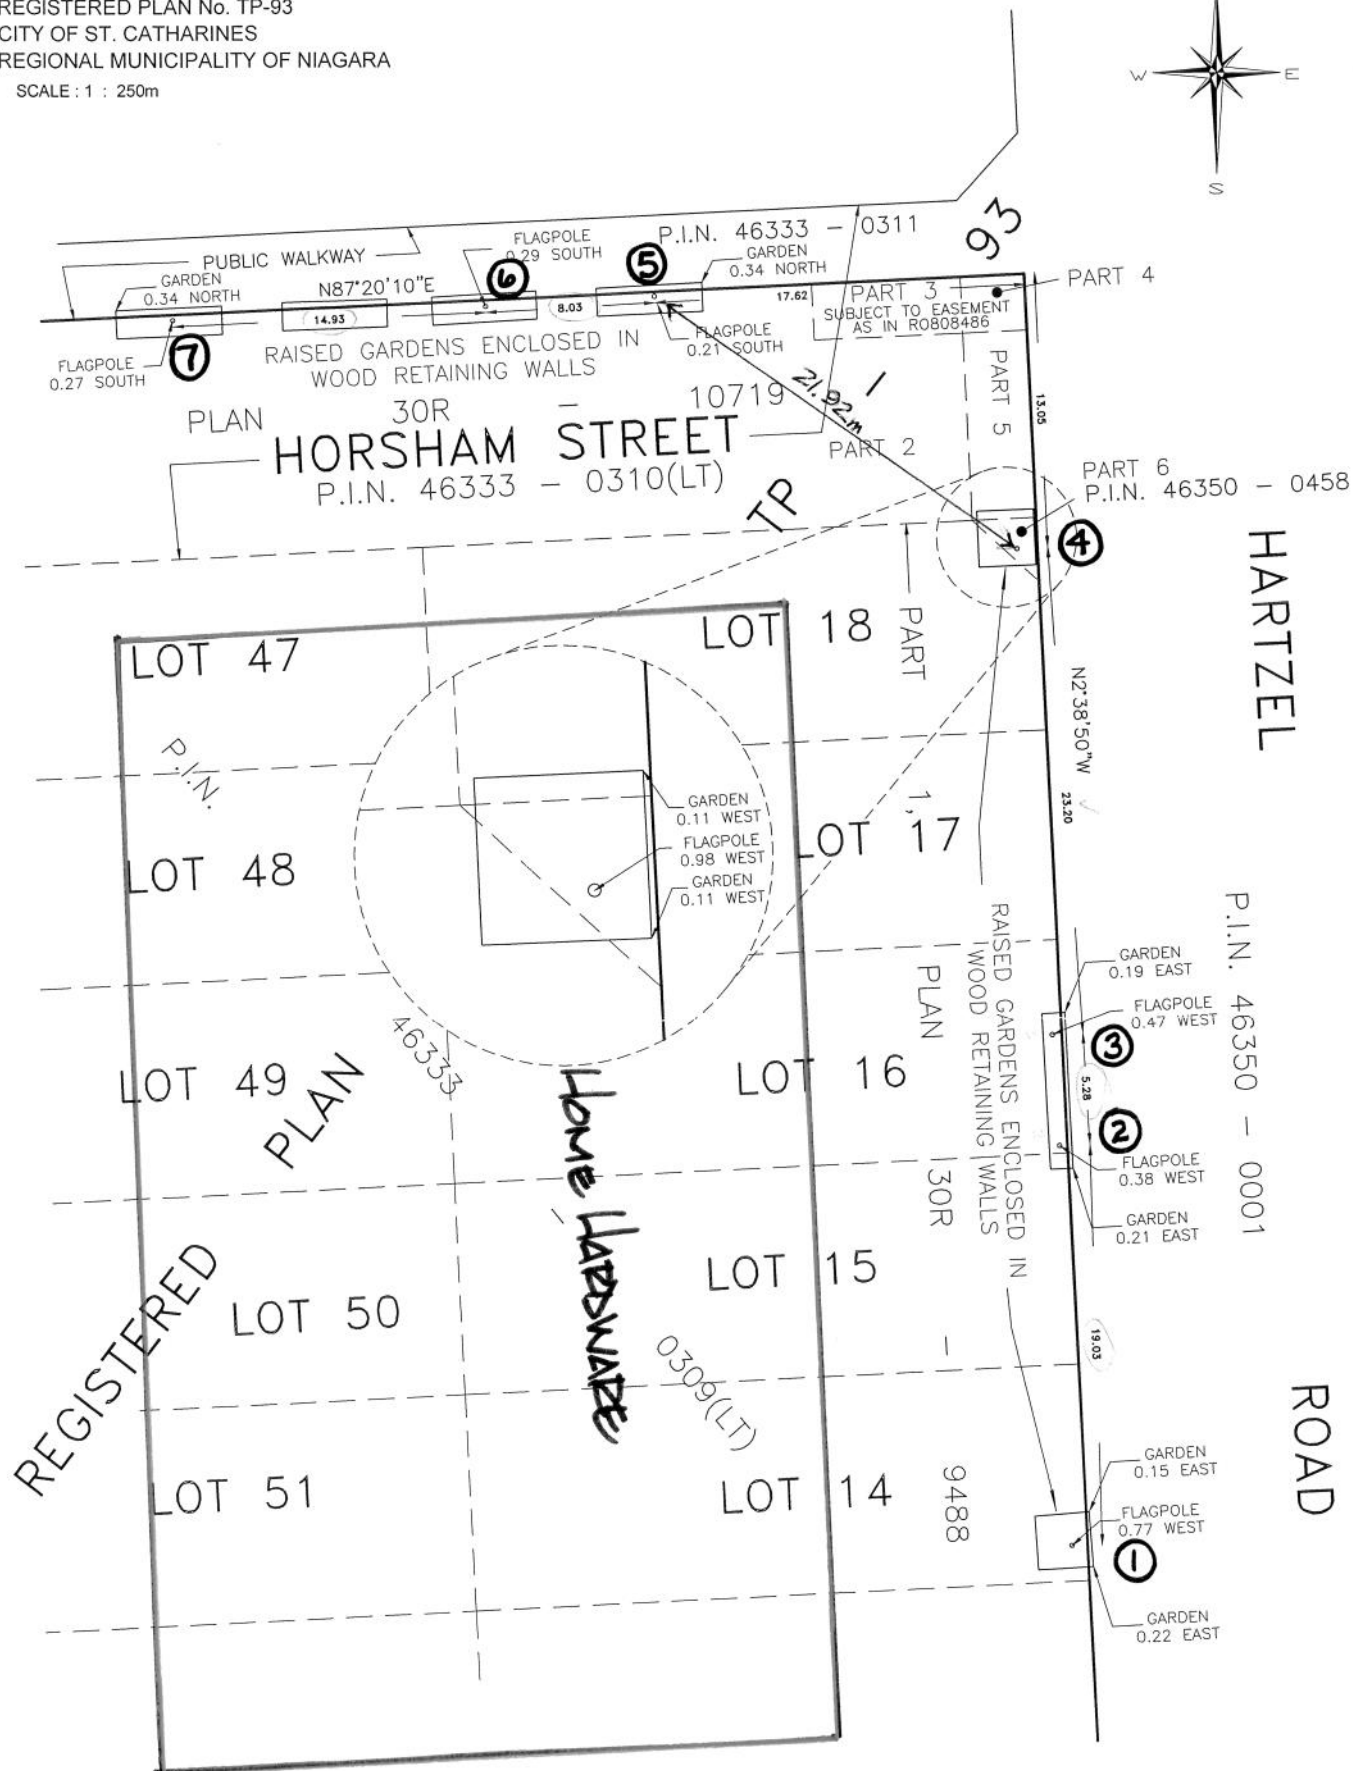 REGISTERED PLAN No. TP-93
CITY OF ST. CATHARINES
REGIONAL MUNICIPALITY OF NIAGARA
SCALE : 1 : 250m
W
E
S
93
P.I.N. 46333 - 0311
FLAGPOLE
0.29 SOUTH
PUBLIC WALKWAY
GARDEN
0.34 NORTH
GARDEN
0.34 NORTH
N87°20'10"E
6
5
17.62
PART 3
SUBJECT TO EASEMENT
AS IN RO808486
PART 4
14.93
8.03
FLAGPOLE
0.21 SOUTH
7
FLAGPOLE
0.27 SOUTH
RAISED GARDENS ENCLOSED IN
WOOD RETAINING WALLS
PART 5
13.05
21.92m
PLAN 30R - 10719
HORSHAM STREET
P.I.N. 46333 - 0310(LT)
PART 2
PART 6
P.I.N. 46350 - 0458
TP
4
HARTZEL
LOT 47
LOT 18
PART
1,
N2°38'50"W
23.20
P.I.N.
GARDEN
0.11 WEST
FLAGPOLE
0.98 WEST
GARDEN
0.11 WEST
LOT 17
LOT 48
P.I.N. 46350 - 0001
RAISED GARDENS ENCLOSED IN
WOOD RETAINING WALLS
PLAN
GARDEN
0.19 EAST
FLAGPOLE
0.47 WEST
3
46333
LOT 49
PLAN
LOT 16
5.28
2
HOME HARDWARE
30R
FLAGPOLE
0.38 WEST
GARDEN
0.21 EAST
REGISTERED
LOT 50
LOT 15
-
0309(LT)
19.03
ROAD
LOT 51
LOT 14
9488
GARDEN
0.15 EAST
FLAGPOLE
0.77 WEST
1
GARDEN
0.22 EAST